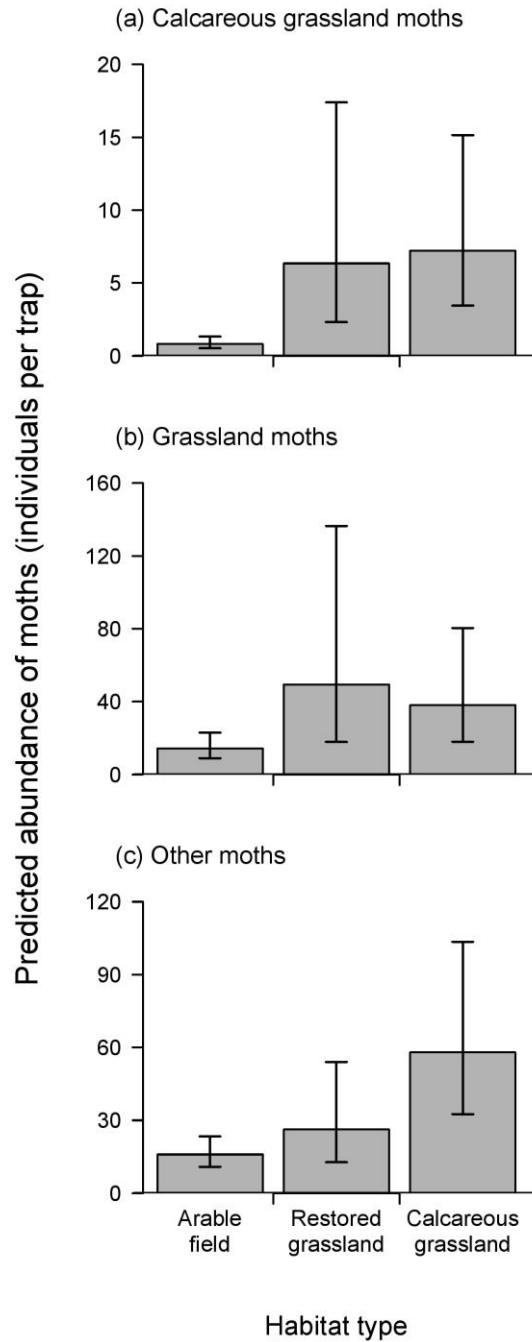 (a) Calcareous grassland moths
20
15
10
5
0
(b) Grassland moths
160
120
80
40
0
(c) Other moths
120
90
60
30
0
Predicted abundance of moths (individuals per trap)
Arable
field
Restored
grassland
Calcareous
grassland
Habitat type